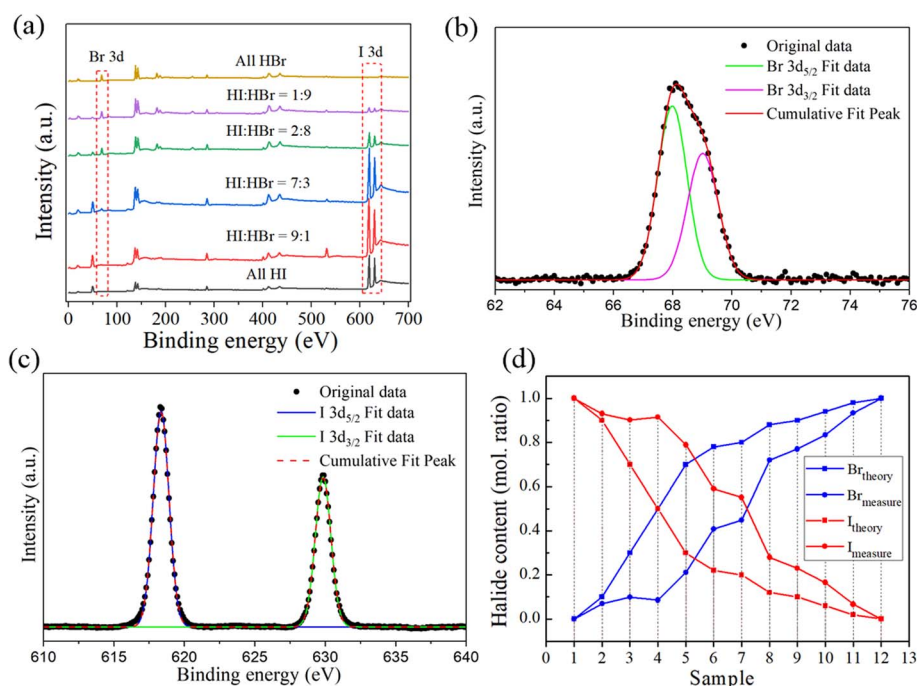 (a)
Br 3d
I 3d
All HBr
HI:HBr = 1:9
HI:HBr = 2:8
HI:HBr = 7:3
HI:HBr = 9:1
All HI
Intensity (a.u.)
0 100 200 300 400 500 600 700
Binding energy (eV)
(b)
Original data
Br 3d5/2 Fit data
Br 3d3/2 Fit data
Cumulative Fit Peak
Intensity (a.u.)
62 64 66 68 70 72 74 76
Binding energy (eV)
(c)
Original data
I 3d5/2 Fit data
I 3d3/2 Fit data
Cumulative Fit Peak
Intensity (a.u.)
610 615 620 625 630 635 640
Binding energy (eV)
(d)
Halide content (mol. ratio)
1.0
0.8
0.6
0.4
0.2
0.0
Brtheory
Brmeasure
Itheory
Imeasure
0 1 2 3 4 5 6 7 8 9 10 11 12 13
Sample